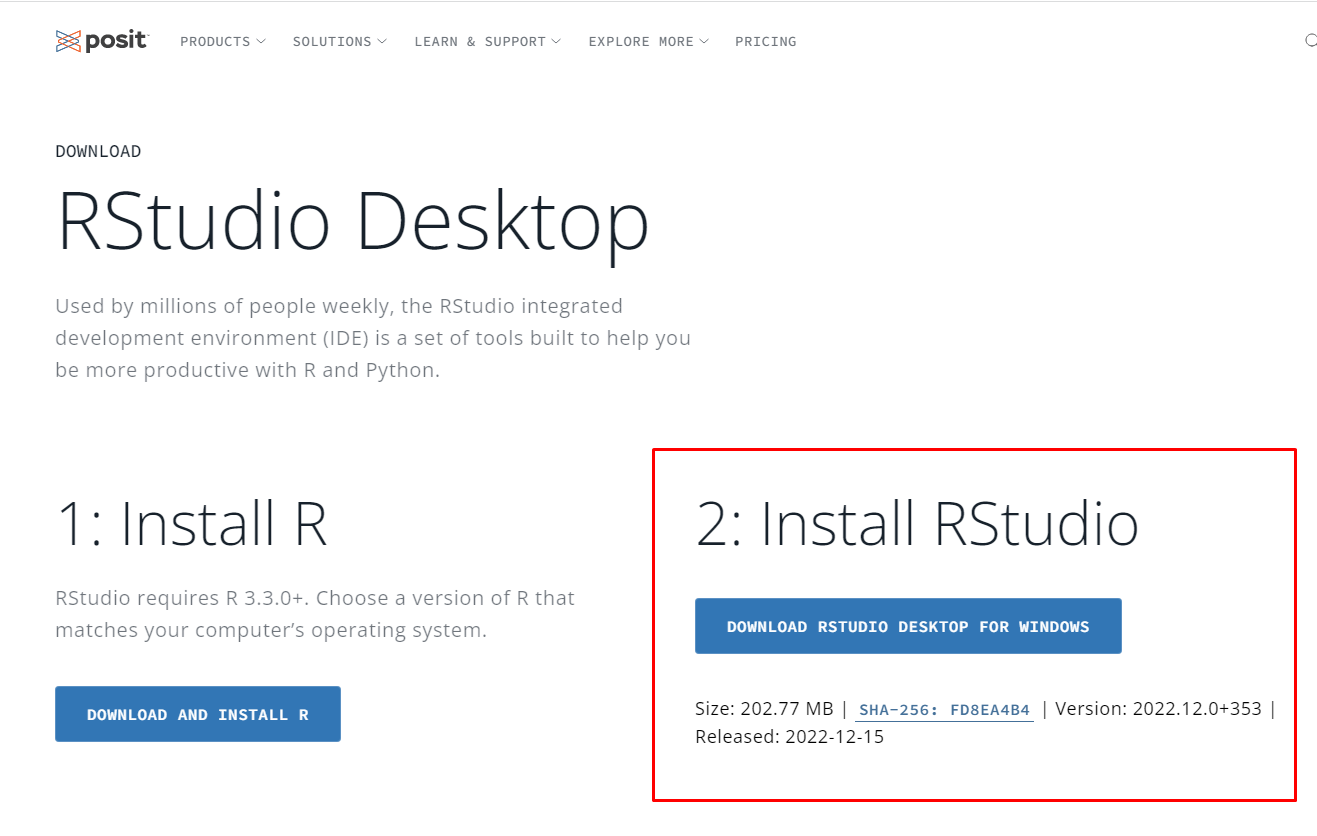 posit
PRODUCTS SOLUTIONS LEARN & SUPPORT EXPLORE MORE PRICING
DOWNLOAD
RStudio Desktop
Used by millions of people weekly, the RStudio integrated
development environment (IDE) is a set of tools built to help you
be more productive with R and Python.
1: Install R
RStudio requires R 3.3.0+. Choose a version of R that
matches your computer’s operating system.
DOWNLOAD AND INSTALL R
2: Install RStudio
DOWNLOAD RSTUDIO DESKTOP FOR WINDOWS
Size: 202.77 MB | SHA-256: FD8EA4B4 | Version: 2022.12.0+353 |
Released: 2022-12-15